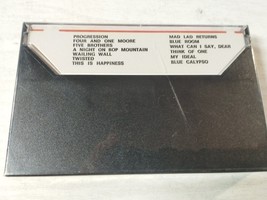 PROGRESSION
FOUR AND ONE MOORE
FIVE BROTHERS
A NIGHT ON BOP MOUNTAIN
WAILING WALL
TWISTED
THIS IS HAPPINESS
MAD LAD RETURNS
BLUE ROOM
WHAT CAN I SAY, DEAR
THINK OF ONE
MY IDEAL
BLUE CALYPSO